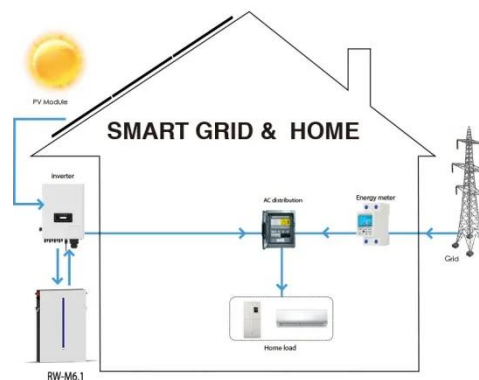 PV Module
SMART GRID & HOME
Inverter
AC distribution
Energy meter
Grid
Home load
RW-M6.1